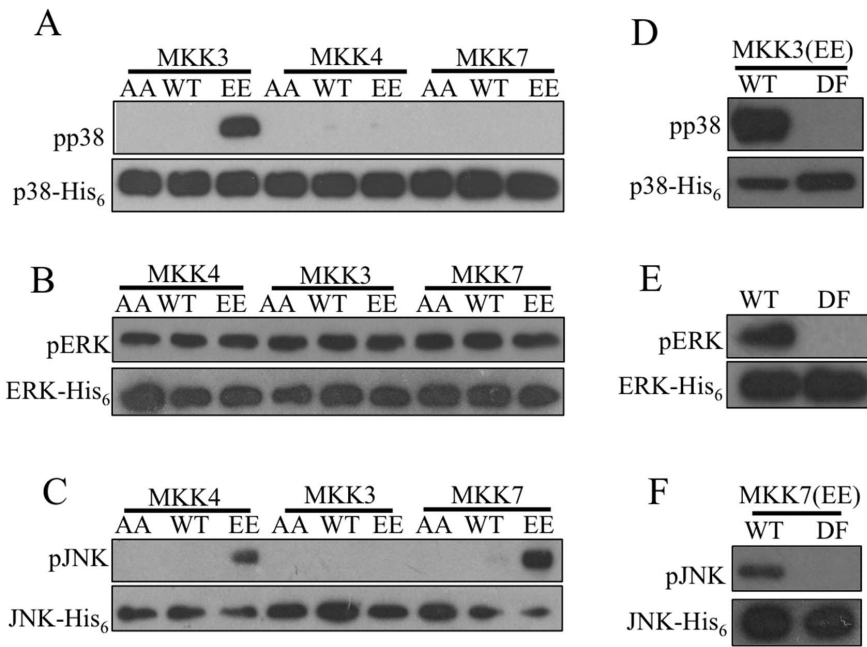 A
MKK3 MKK4 MKK7
AA WT EE AA WT EE AA WT EE
pp38
p38-His6
B
MKK4 MKK3 MKK7
AA WT EE AA WT EE AA WT EE
pERK
ERK-His6
C
MKK4 MKK3 MKK7
AA WT EE AA WT EE AA WT EE
pJNK
JNK-His6
D
MKK3(EE)
WT DF
pp38
p38-His6
E
WT DF
pERK
ERK-His6
F
MKK7(EE)
WT DF
pJNK
JNK-His6